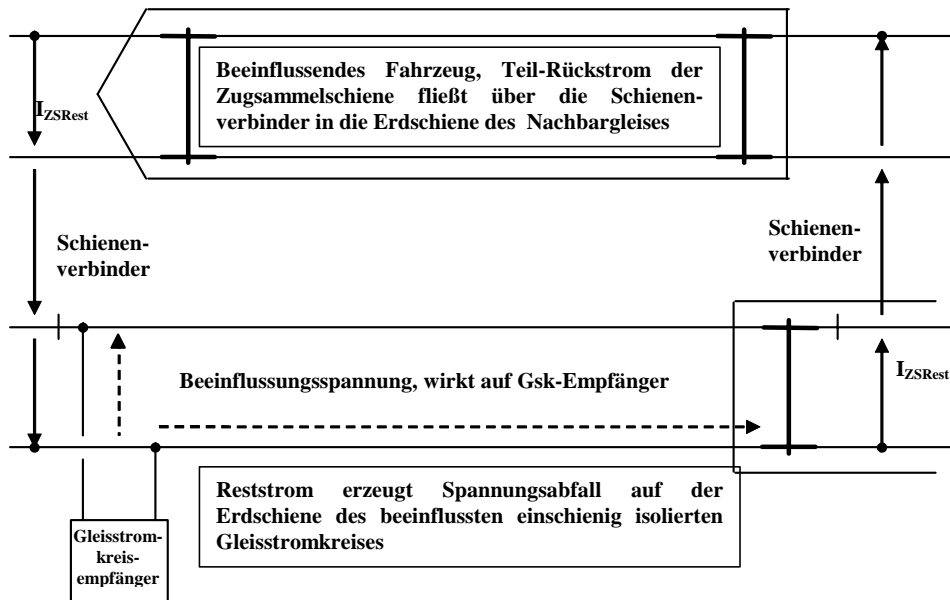 Beeinflussendes Fahrzeug, Teil-Rückstrom der
Zugsammelschiene fließt über die Schienen-
verbinder in die Erdschiene des Nachbargleises
IZSRest
Schienen-
verbinder
Schienen-
verbinder
Beeinflussungsspannung, wirkt auf Gsk-Empfänger
IZSRest
Reststrom erzeugt Spannungsabfall auf der
Erdschiene des beeinflussten einschienig isolierten
Gleisstromkreises
Gleisstrom-
kreis-
empfänger